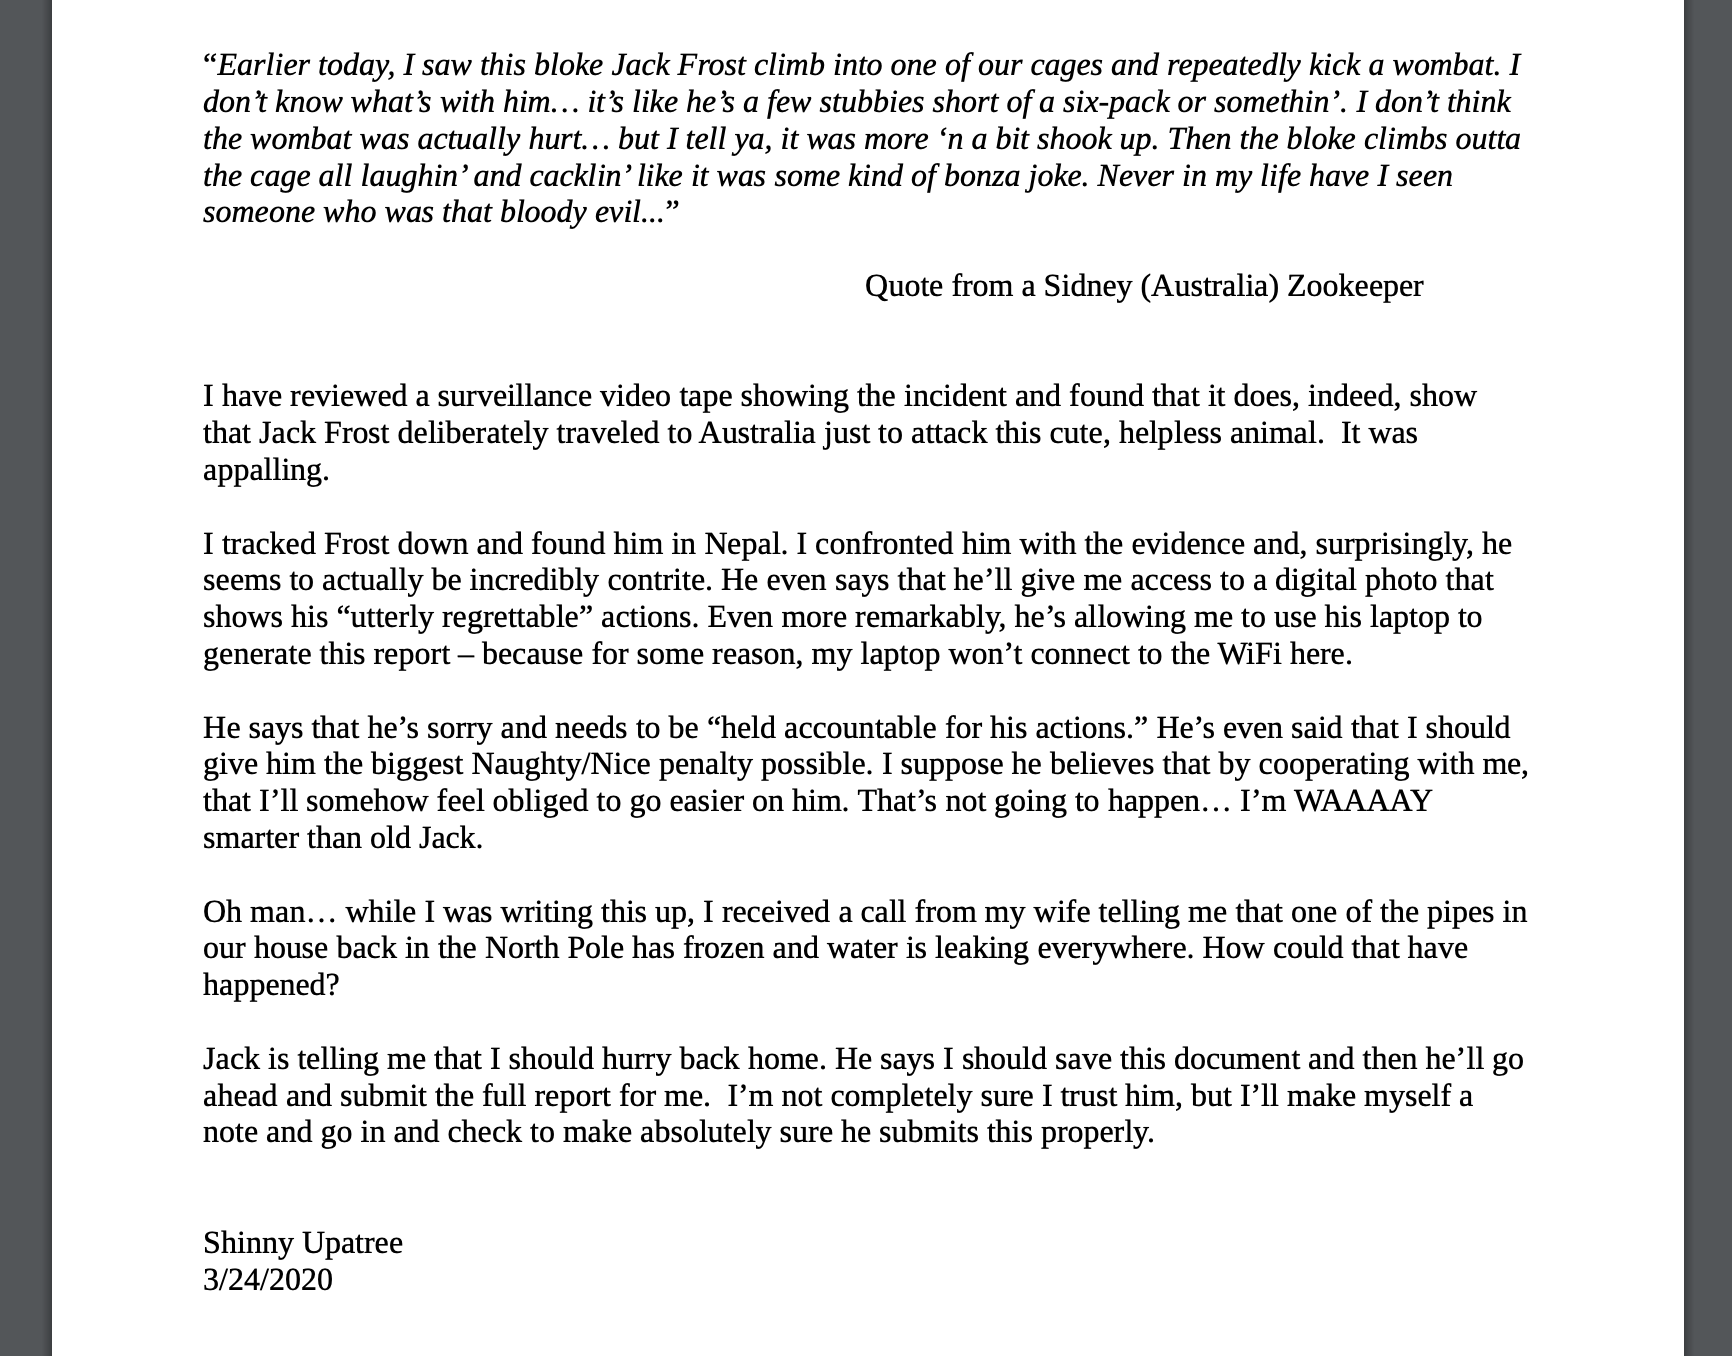 “Earlier today, I saw this bloke Jack Frost climb into one of our cages and repeatedly kick a wombat. I
don’t know what’s with him… it’s like he’s a few stubbies short of a six-pack or somethin’. I don’t think
the wombat was actually hurt… but I tell ya, it was more ‘n a bit shook up. Then the bloke climbs outta
the cage all laughin’ and cacklin’ like it was some kind of bonza joke. Never in my life have I seen
someone who was that bloody evil...”
Quote from a Sidney (Australia) Zookeeper
I have reviewed a surveillance video tape showing the incident and found that it does, indeed, show
that Jack Frost deliberately traveled to Australia just to attack this cute, helpless animal.  It was
appalling.
I tracked Frost down and found him in Nepal. I confronted him with the evidence and, surprisingly, he
seems to actually be incredibly contrite. He even says that he’ll give me access to a digital photo that
shows his “utterly regrettable” actions. Even more remarkably, he’s allowing me to use his laptop to
generate this report – because for some reason, my laptop won’t connect to the WiFi here.
He says that he’s sorry and needs to be “held accountable for his actions.” He’s even said that I should
give him the biggest Naughty/Nice penalty possible. I suppose he believes that by cooperating with me,
that I’ll somehow feel obliged to go easier on him. That’s not going to happen… I’m WAAAAY
smarter than old Jack.
Oh man… while I was writing this up, I received a call from my wife telling me that one of the pipes in
our house back in the North Pole has frozen and water is leaking everywhere. How could that have
happened?
Jack is telling me that I should hurry back home. He says I should save this document and then he’ll go
ahead and submit the full report for me.  I’m not completely sure I trust him, but I’ll make myself a
note and go in and check to make absolutely sure he submits this properly.
Shinny Upatree
3/24/2020